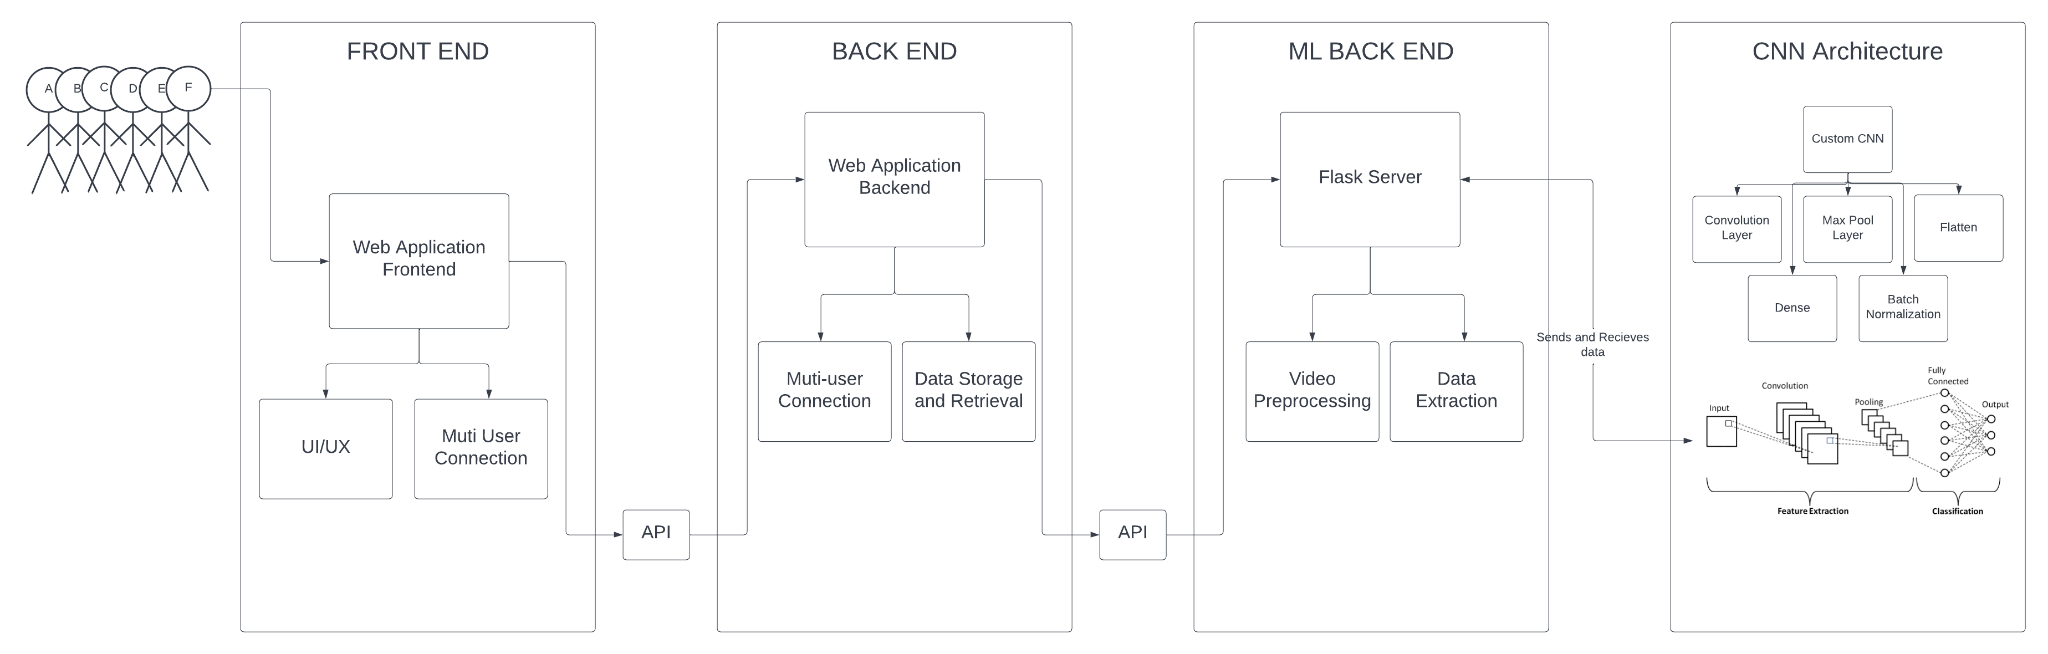 FRONT END
BACK END
ML BACK END
CNN Architecture
A
B
C
D
E
F
Web Application
Frontend
UI/UX
Muti User
Connection
API
Web Application
Backend
Muti-user
Connection
Data Storage
and Retrieval
API
Flask Server
Video
Preprocessing
Data
Extraction
Sends and Recieves
data
Custom CNN
Convolution
Layer
Max Pool
Layer
Flatten
Dense
Batch
Normalization
Input
Convolution
Pooling
Fully
Connected
Output
Feature Extraction
Classification